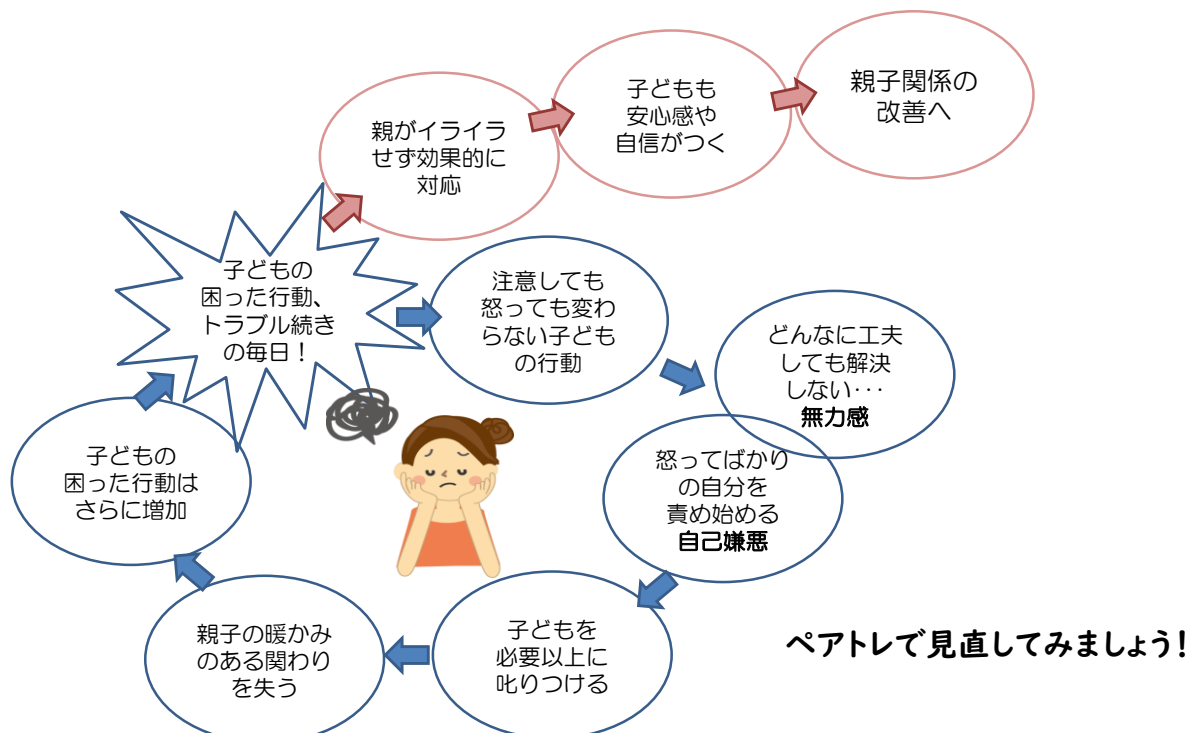 親子関係の
改善へ
子どもも
安心感や
自信がつく
親がイライラ
せず効果的に
対応
子どもの
困った行動、
トラブル続き
の毎日！
注意しても
怒っても変わ
らない子ども
の行動
どんなに工夫
しても解決
しない･･･
無力感
怒ってばかり
の自分を
責め始める
自己嫌悪
子どもを
必要以上に
叱りつける
親子の暖かみ
のある関わり
を失う
子どもの
困った行動は
さらに増加
ペアトレで見直してみましょう！